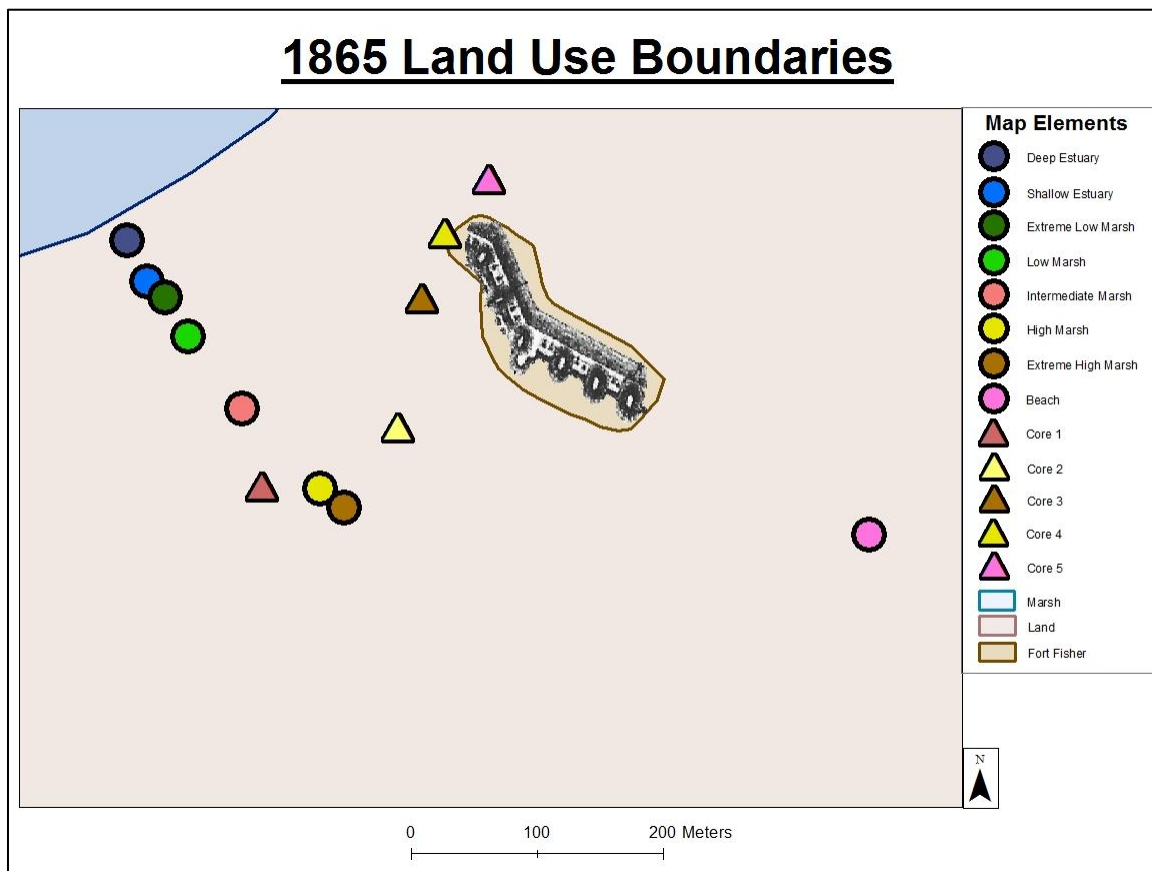 1865 Land Use Boundaries
Map Elements
Deep Estuary
Shallow Estuary
Extreme Low Marsh
Low Marsh
Intermediate Marsh
High Marsh
Extreme High Marsh
Beach
Core 1
Core 2
Core 3
Core 4
Core 5
Marsh
Land
Fort Fisher
N
0 100 200 Meters